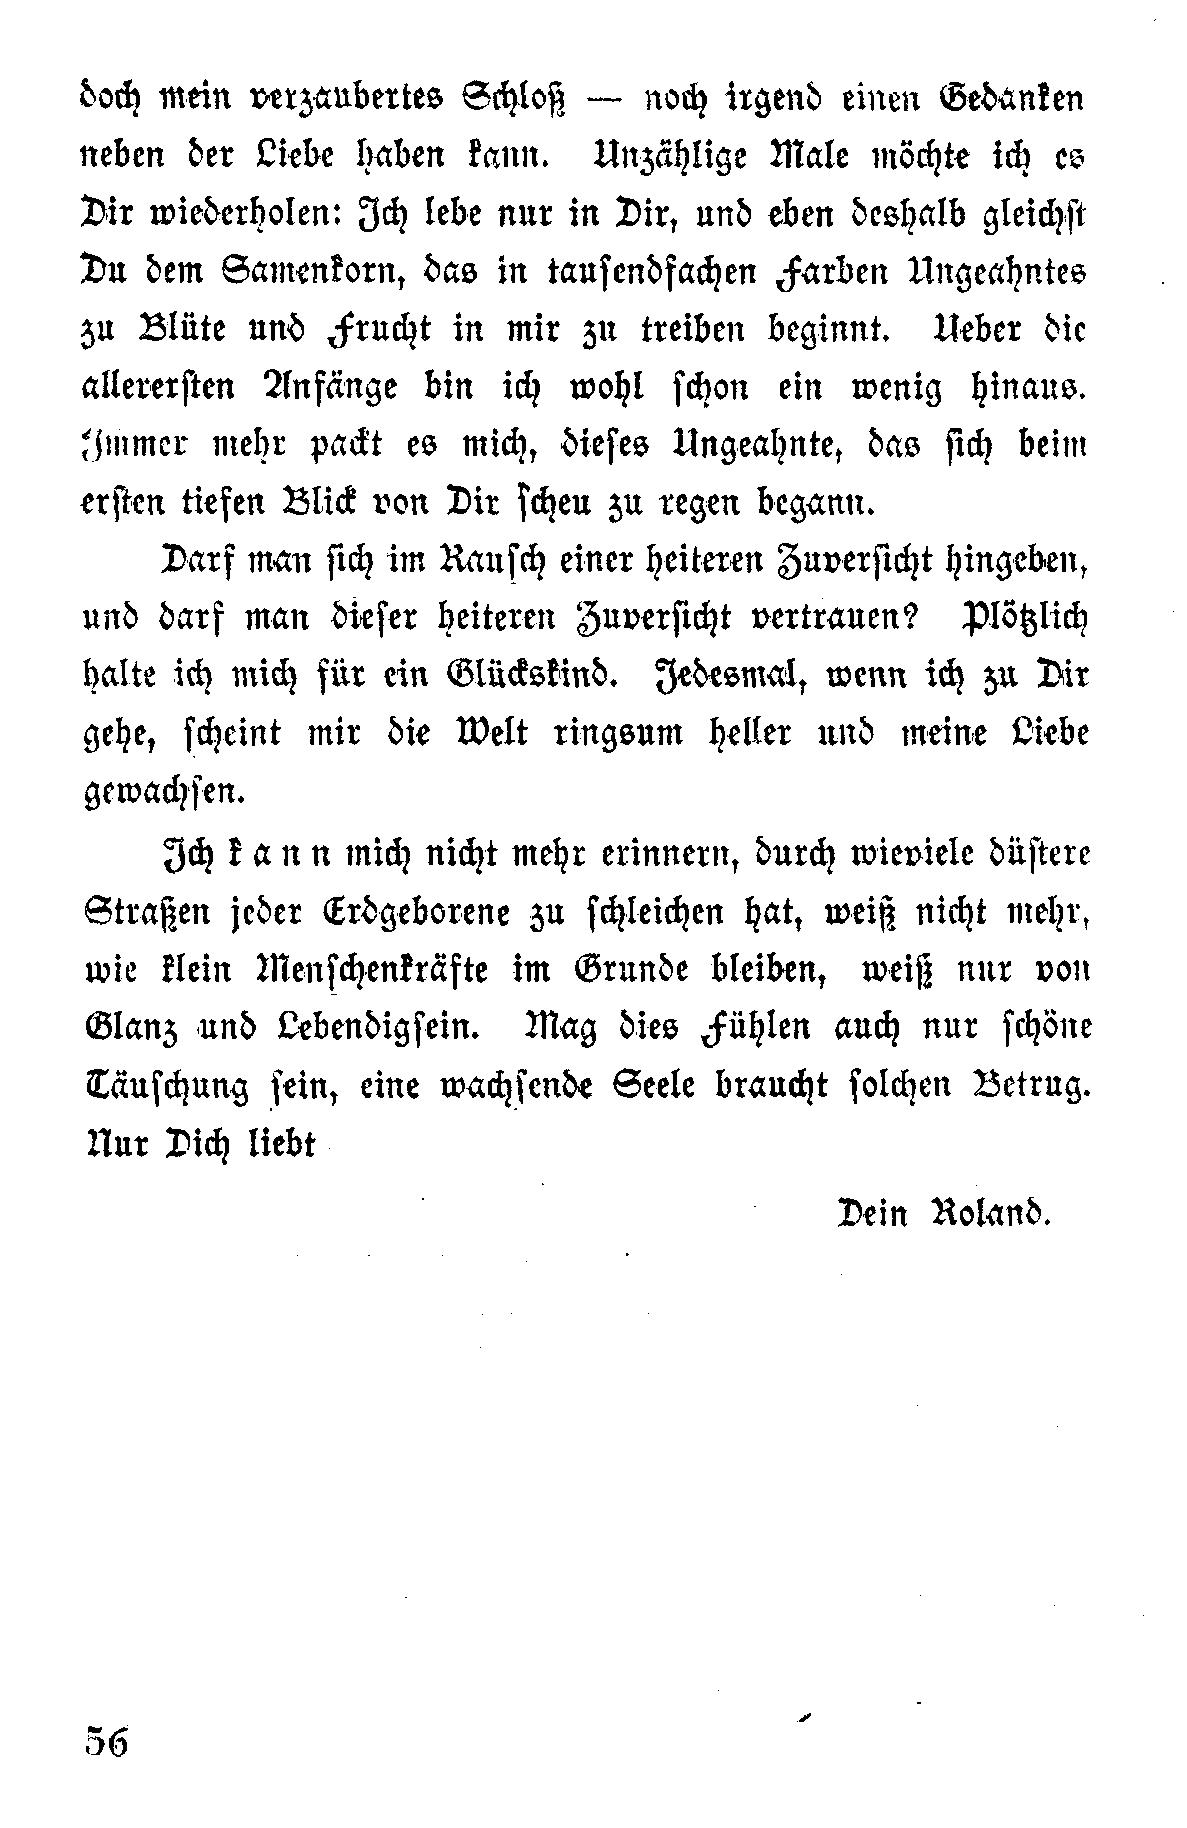 doch mein verzaubertes Schloß — noch irgend einen Gedanken
neben der Liebe haben kann. Unzählige Male möchte ich es
Dir wiederholen: Ich lebe nur in Dir, und eben deshalb gleichst
Du dem Samenkorn, das in tausendfachen Farben Ungeahntes
zu Blüte und Frucht in mir zu treiben beginnt. Ueber die
allerersten Anfänge bin ich wohl schon ein wenig hinaus.
Immer mehr packt es mich, dieses Ungeahnte, das sich beim
ersten tiefen Blick von Dir scheu zu regen begann.
Darf man sich im Rausch einer heiteren Zuversicht hingeben,
und darf man dieser heiteren Zuversicht vertrauen? Plötzlich
halte ich mich für ein Glückskind. Jedesmal, wenn ich zu Dir
gehe, scheint mir die Welt ringsum heller und meine Liebe
gewachsen.
Ich k a n n mich nicht mehr erinnern, durch wieviele düstere
Straßen jeder Erdgeborene zu schleichen hat, weiß nicht mehr,
wie klein Menschenkräfte im Grunde bleiben, weiß nur von
Glanz und Lebendigsein. Mag dies Fühlen auch nur schöne
Täuschung sein, eine wachsende Seele braucht solchen Betrug.
Nur Dich liebt
Dein Roland.
56